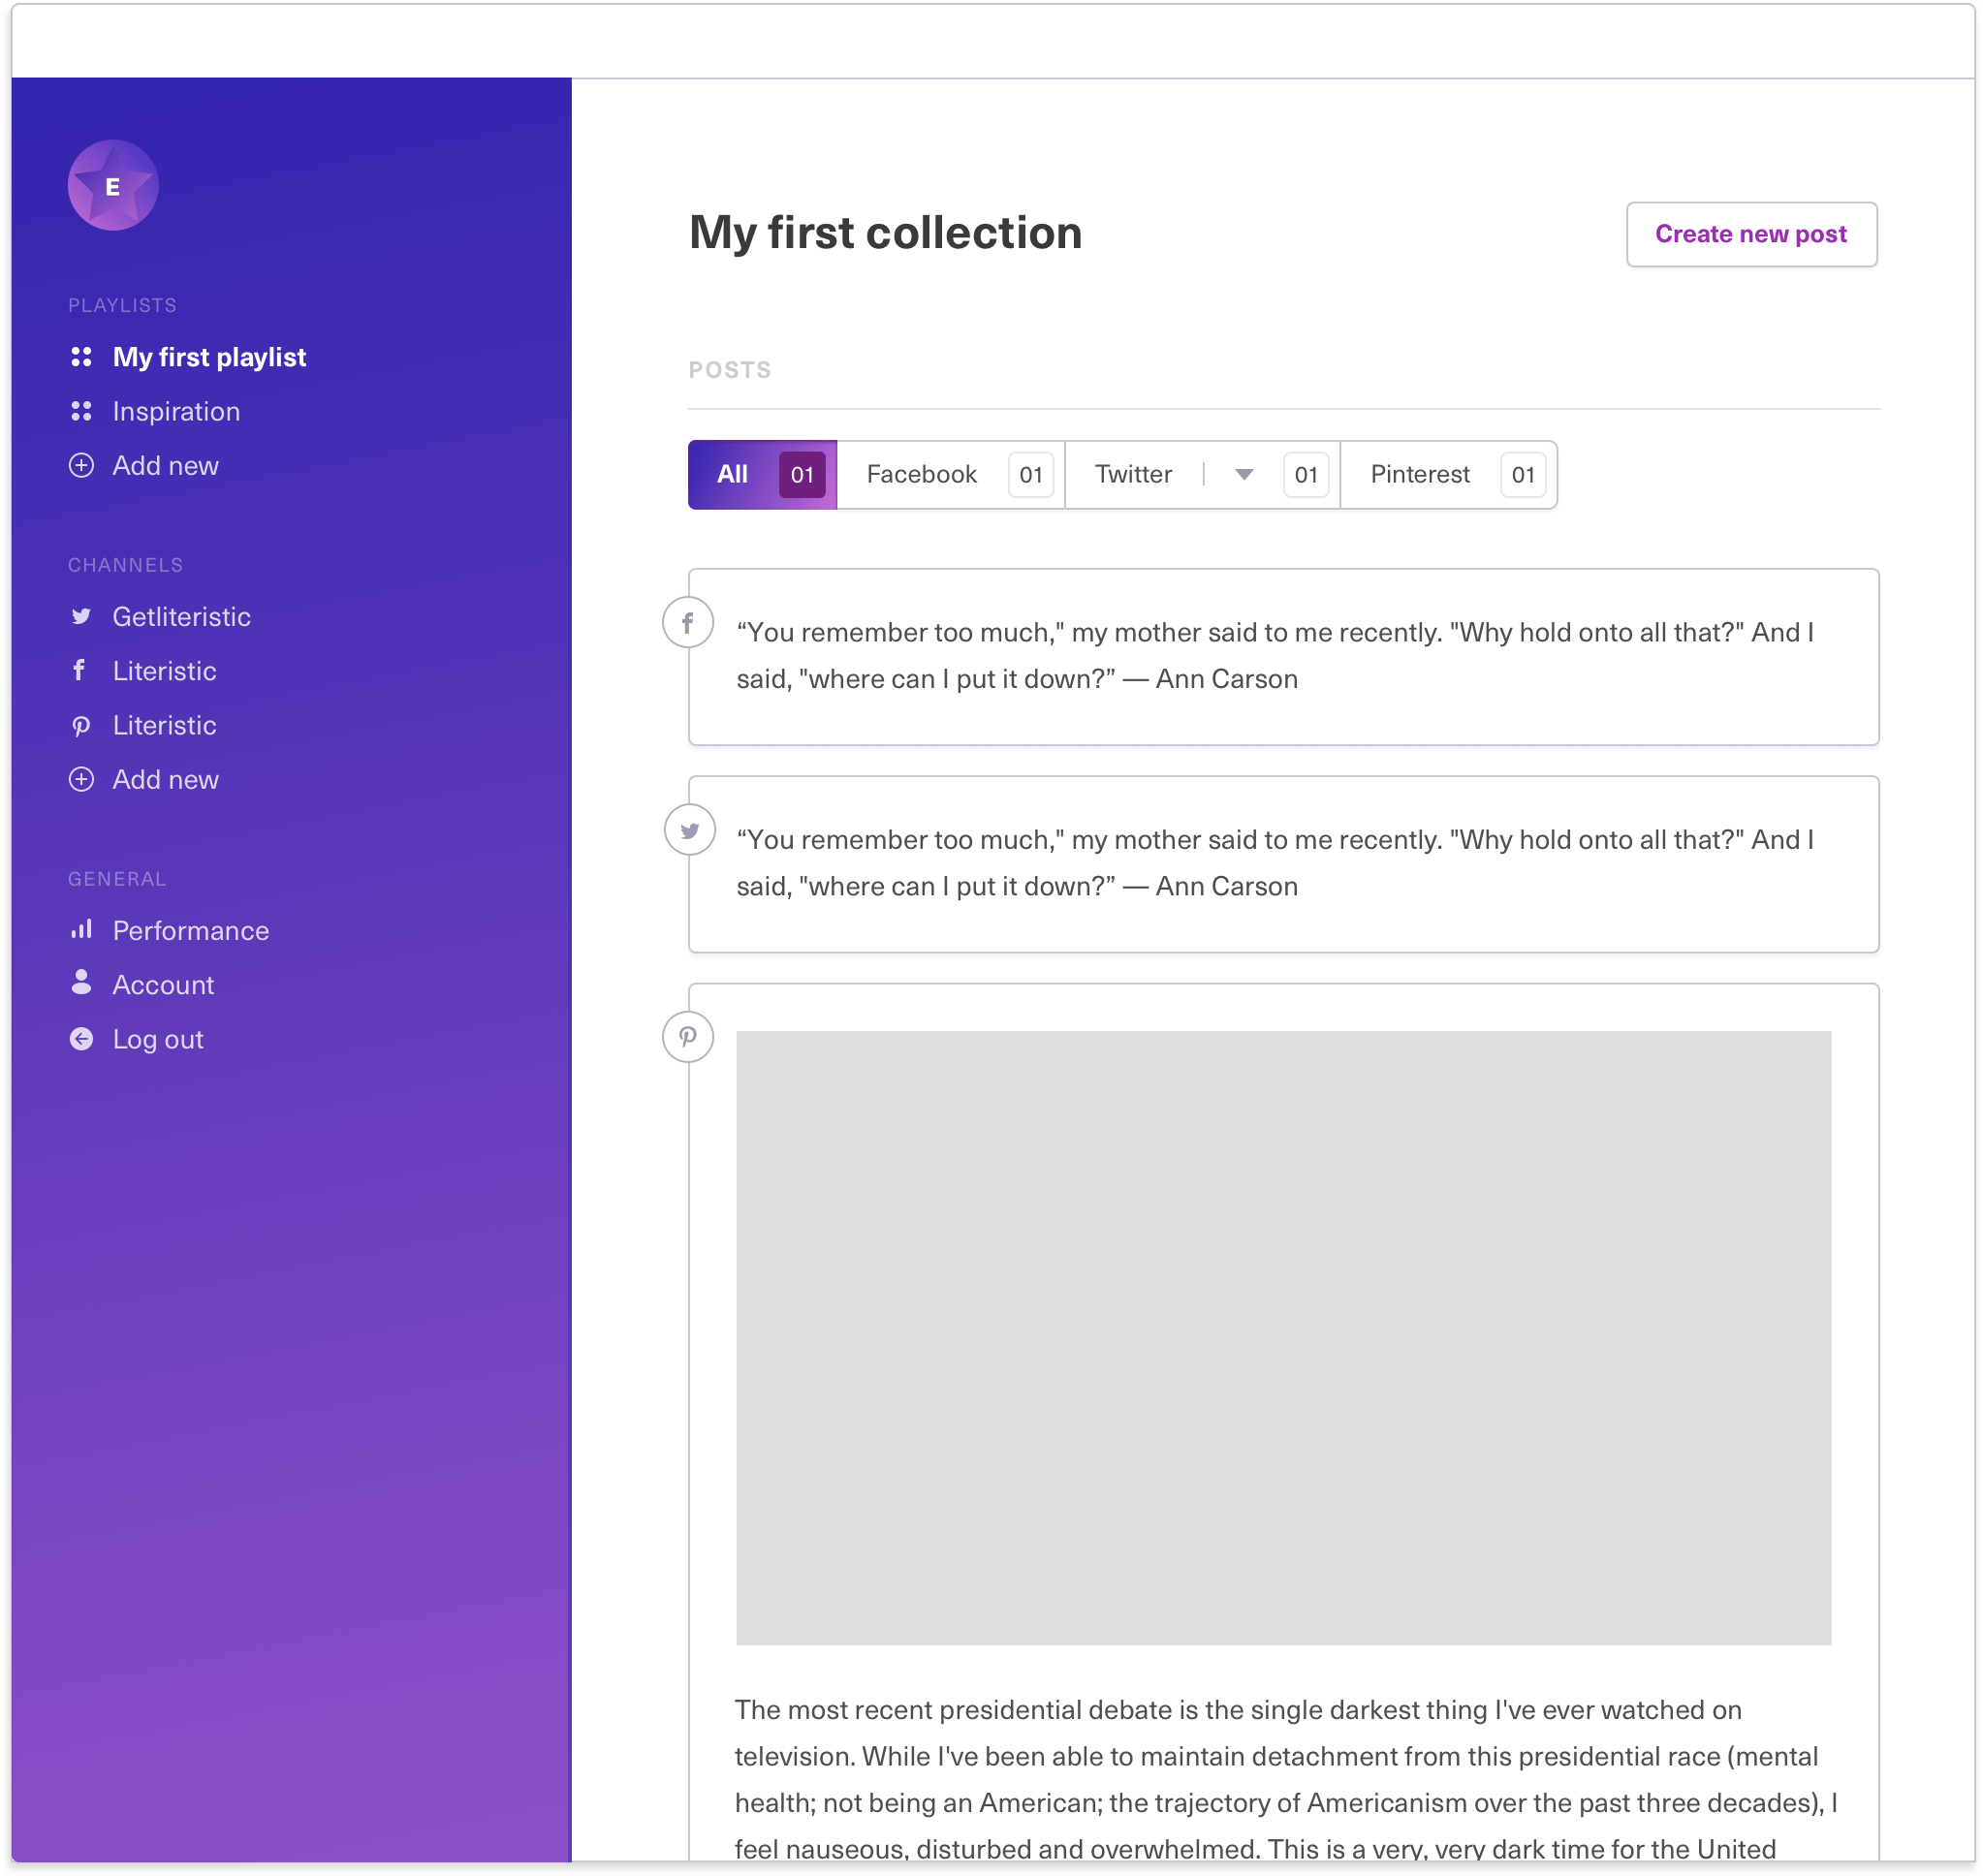 E
PLAYLISTS
My first playlist
Inspiration
Add new
CHANNELS
Getliteristic
Literistic
Literistic
Add new
GENERAL
Performance
Account
Log out
My first collection
Create new post
POSTS
All 01 Facebook 01 Twitter 01 Pinterest 01
“You remember too much," my mother said to me recently. "Why hold onto all that?" And I
said, "where can I put it down?” — Ann Carson
“You remember too much," my mother said to me recently. "Why hold onto all that?" And I
said, "where can I put it down?” — Ann Carson
The most recent presidential debate is the single darkest thing I've ever watched on
television. While I've been able to maintain detachment from this presidential race (mental
health; not being an American; the trajectory of Americanism over the past three decades), I
feel nauseous, disturbed and overwhelmed. This is a very, very dark time for the United